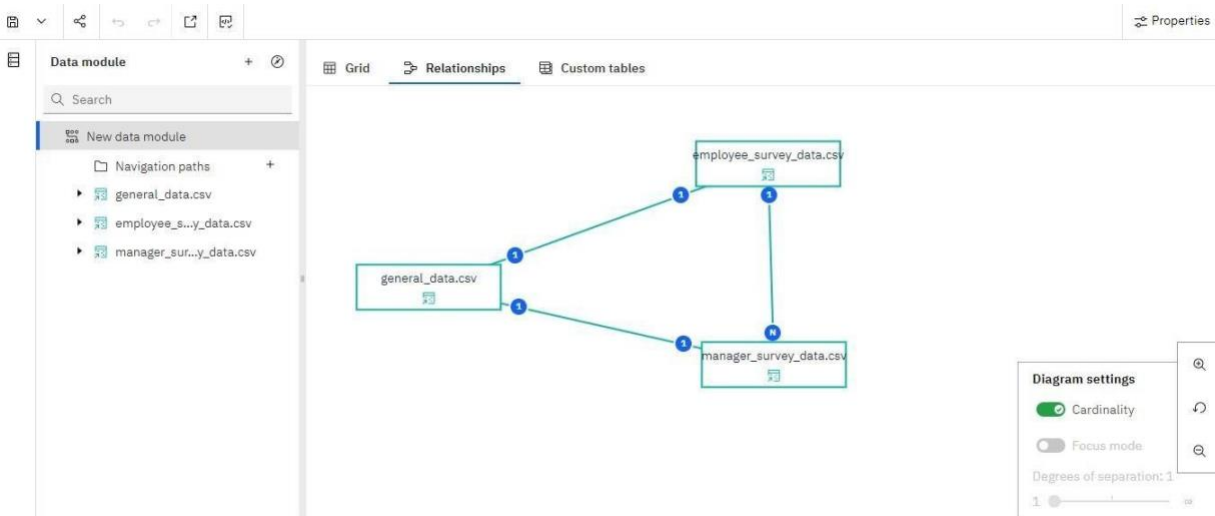 Properties
Data module
Grid
Relationships
Custom tables
Search
New data module
Navigation paths
general_data.csv
employee_s...y_data.csv
manager_sur...y_data.csv
employee_survey_data.csv
1
1
1
general_data.csv
1
1
N
manager_survey_data.csv
Diagram settings
Cardinality
Focus mode
Degrees of separation: 1
1
∞